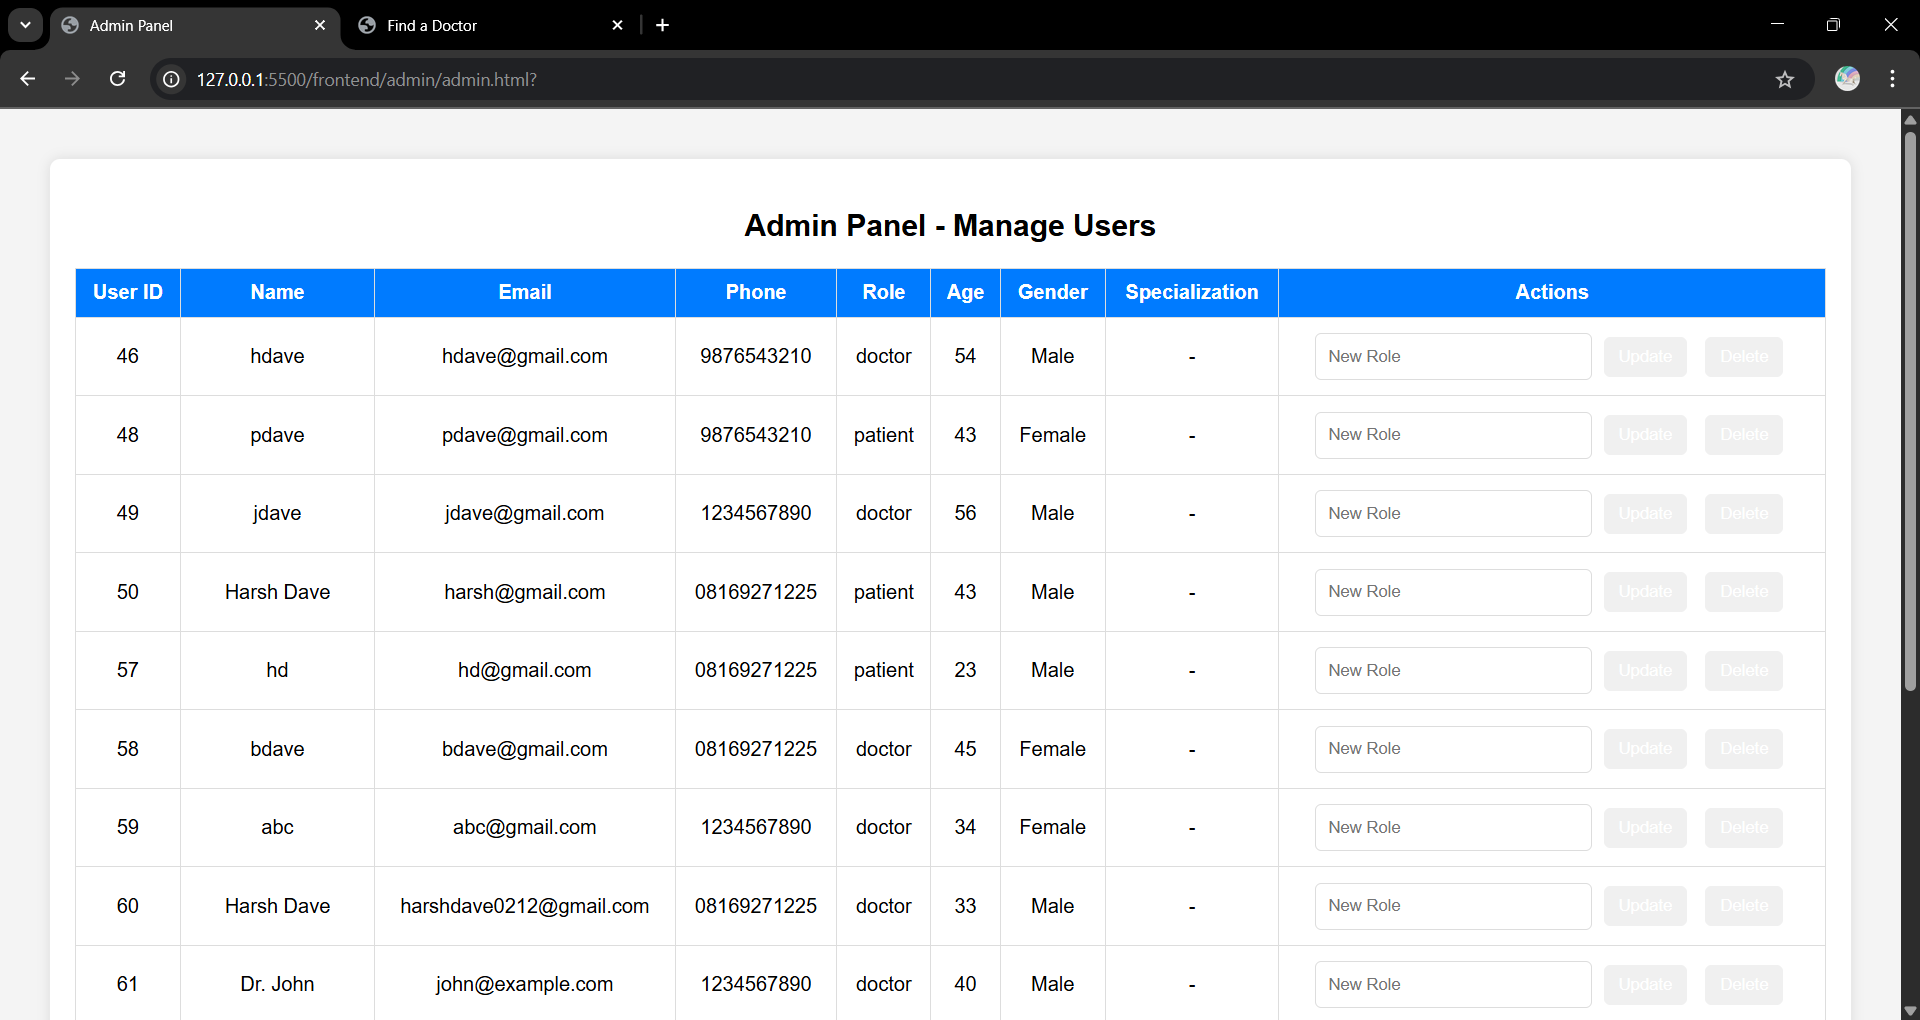 Admin Panel
Find a Doctor
127.0.0.1:5500/frontend/admin/admin.html?
Admin Panel - Manage Users
User ID Name Email Phone Role Age Gender Specialization Actions
46 hdave hdave@gmail.com 9876543210 doctor 54 Male - New Role Update Delete
48 pdave pdave@gmail.com 9876543210 patient 43 Female - New Role Update Delete
49 jdave jdave@gmail.com 1234567890 doctor 56 Male - New Role Update Delete
50 Harsh Dave harsh@gmail.com 08169271225 patient 43 Male - New Role Update Delete
57 hd hd@gmail.com 08169271225 patient 23 Male - New Role Update Delete
58 bdave bdave@gmail.com 08169271225 doctor 45 Female - New Role Update Delete
59 abc abc@gmail.com 1234567890 doctor 34 Female - New Role Update Delete
60 Harsh Dave harshdave0212@gmail.com 08169271225 doctor 33 Male - New Role Update Delete
61 Dr. John john@example.com 1234567890 doctor 40 Male - New Role Update Delete